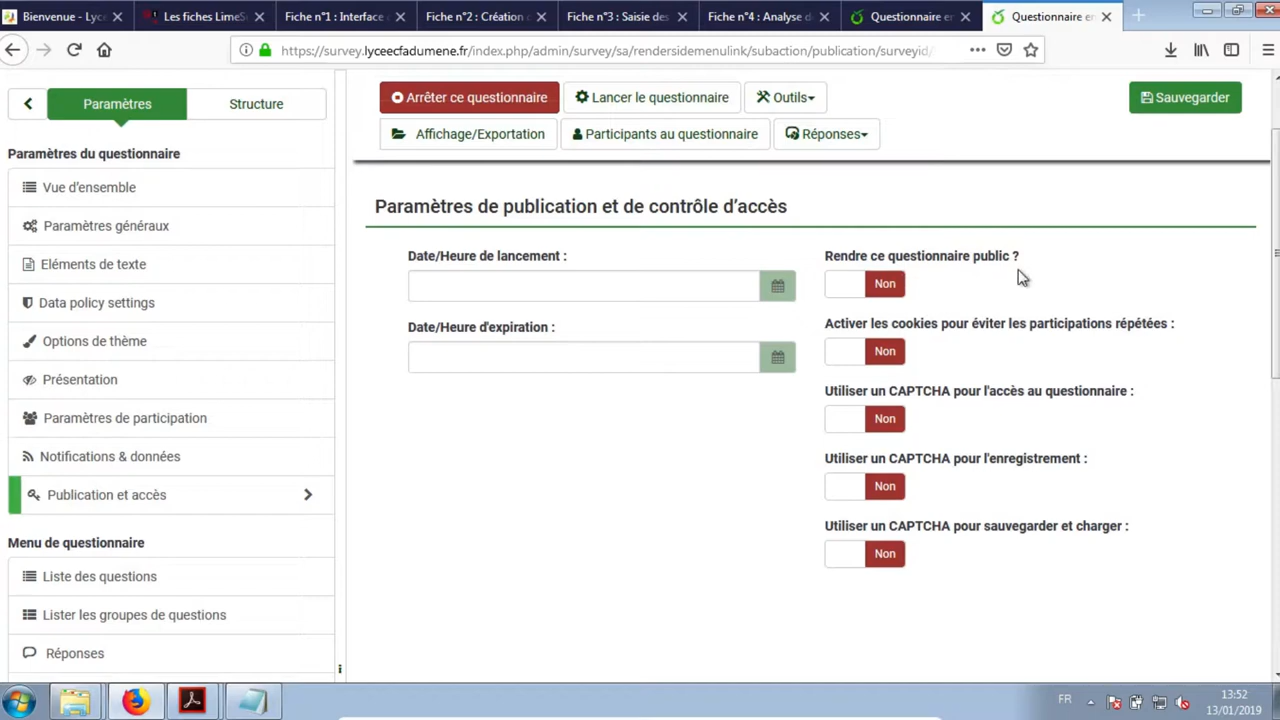 Bienvenue - Lyc
Les fiches LimeSu
Fiche n°1 : Interface
Fiche n°2 : Création
Fiche n°3 : Saisie des
Fiche n°4 : Analyse d
Questionnaire en
Questionnaire en
https://survey.lyceecfadumene.fr/index.php/admin/survey/sa/rendersidemenulink/subaction/publication/surveyid/
Paramètres
Structure
Arrêter ce questionnaire
Lancer le questionnaire
Outils
Sauvegarder
Affichage/Exportation
Participants au questionnaire
Réponses
Paramètres du questionnaire
Vue d'ensemble
Paramètres généraux
Eléments de texte
Data policy settings
Options de thème
Présentation
Paramètres de participation
Notifications & données
Publication et accès
Menu de questionnaire
Liste des questions
Lister les groupes de questions
Réponses
Paramètres de publication et de contrôle d’accès
Date/Heure de lancement :
Date/Heure d'expiration :
Rendre ce questionnaire public ?
Non
Activer les cookies pour éviter les participations répétées :
Non
Utiliser un CAPTCHA pour l'accès au questionnaire :
Non
Utiliser un CAPTCHA pour l'enregistrement :
Non
Utiliser un CAPTCHA pour sauvegarder et charger :
Non
FR
13:52
13/01/2019